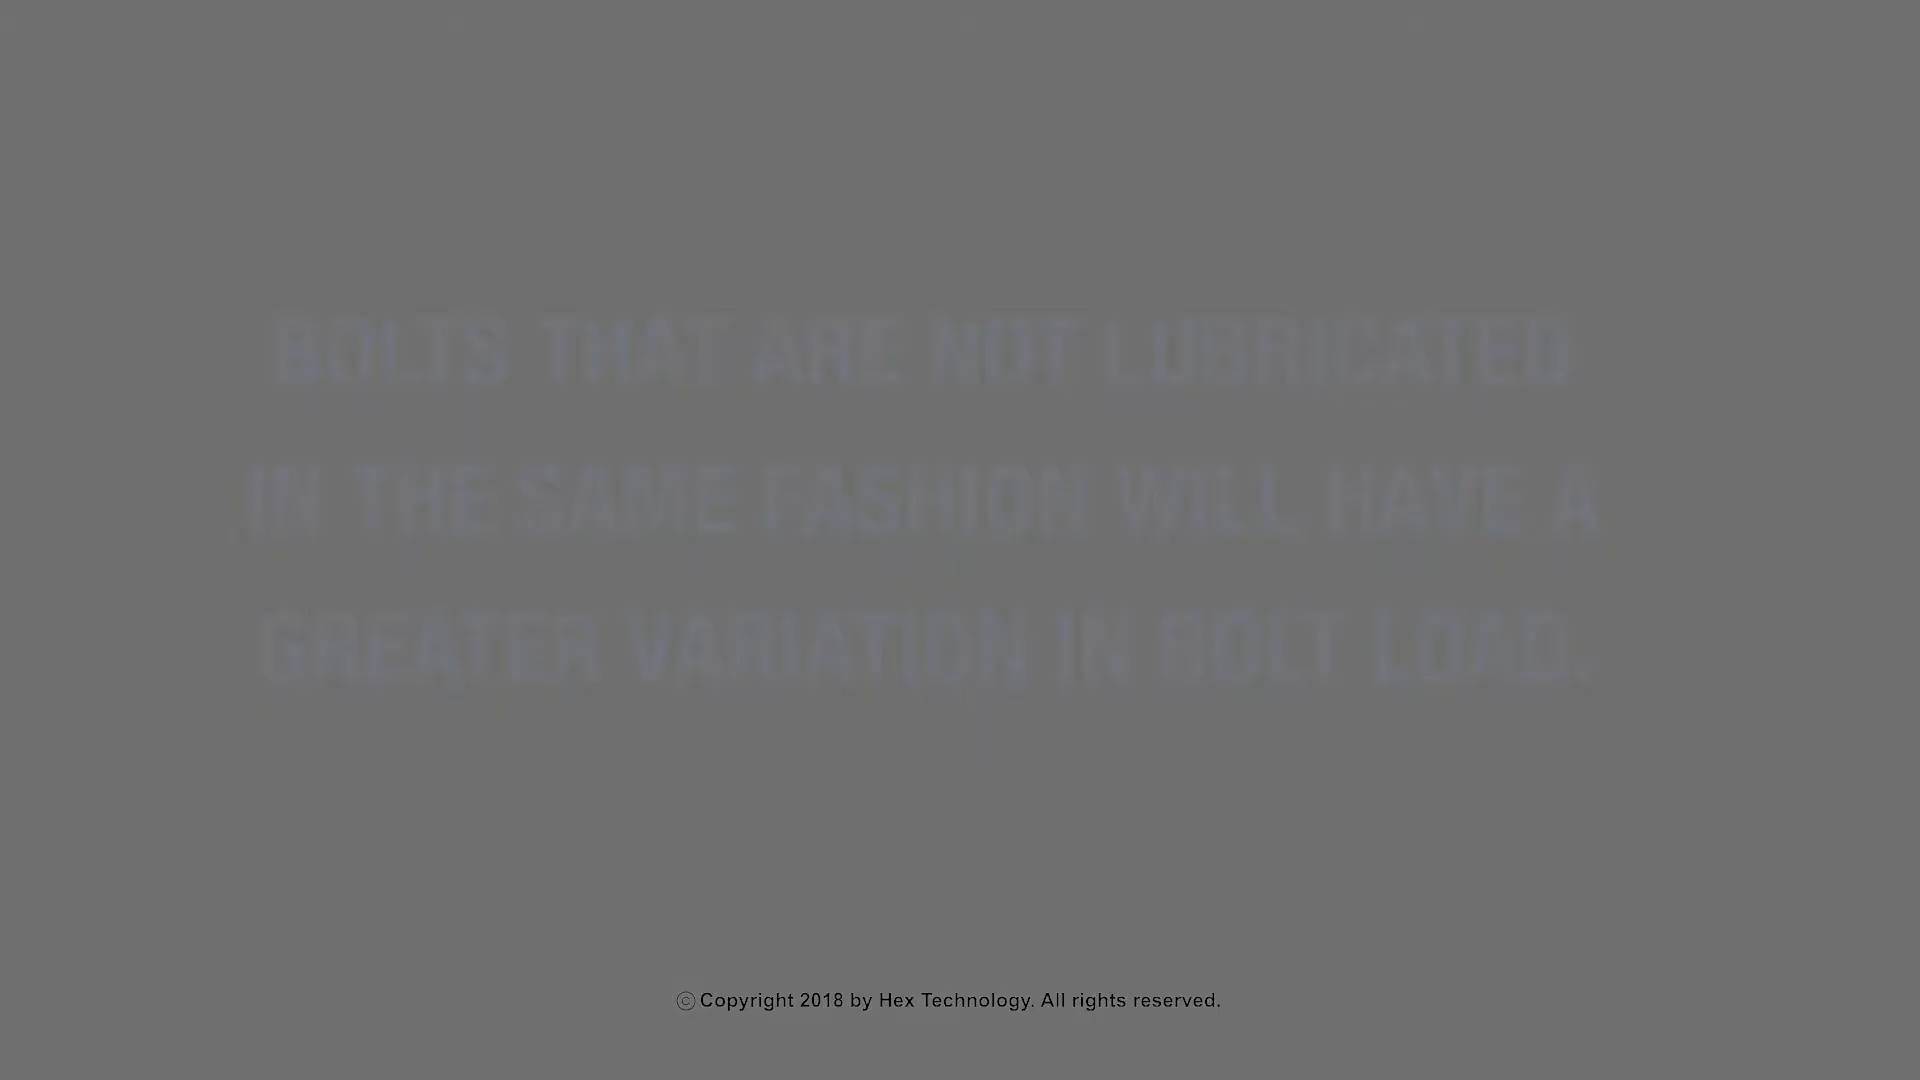 BOLTS THAT ARE NOT LUBRICATED
IN THE SAME FASHION WILL HAVE A
GREATER VARIATION IN BOLT LOAD.
©Copyright 2018 by Hex Technology. All rights reserved.